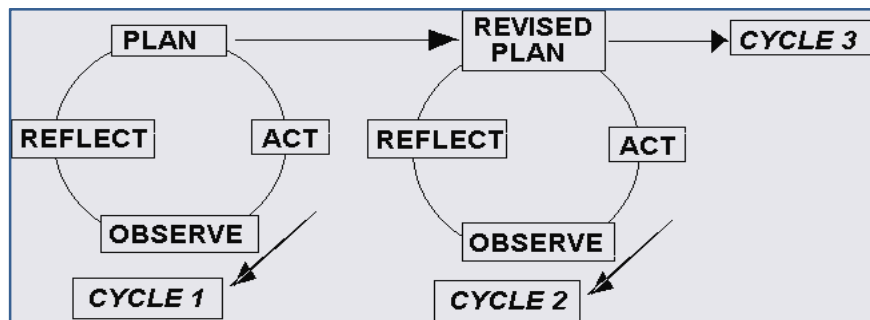 PLAN
REFLECT
ACT
OBSERVE
CYCLE 1
REVISED
PLAN
REFLECT
ACT
OBSERVE
CYCLE 2
CYCLE 3